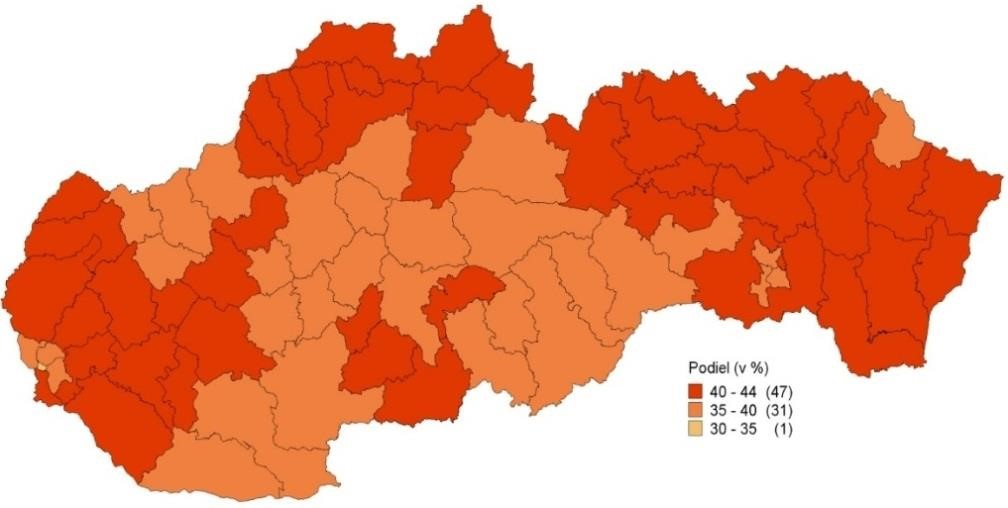 Podiel (v %)
40 - 44 (47)
35 - 40 (31)
30 - 35 (1)